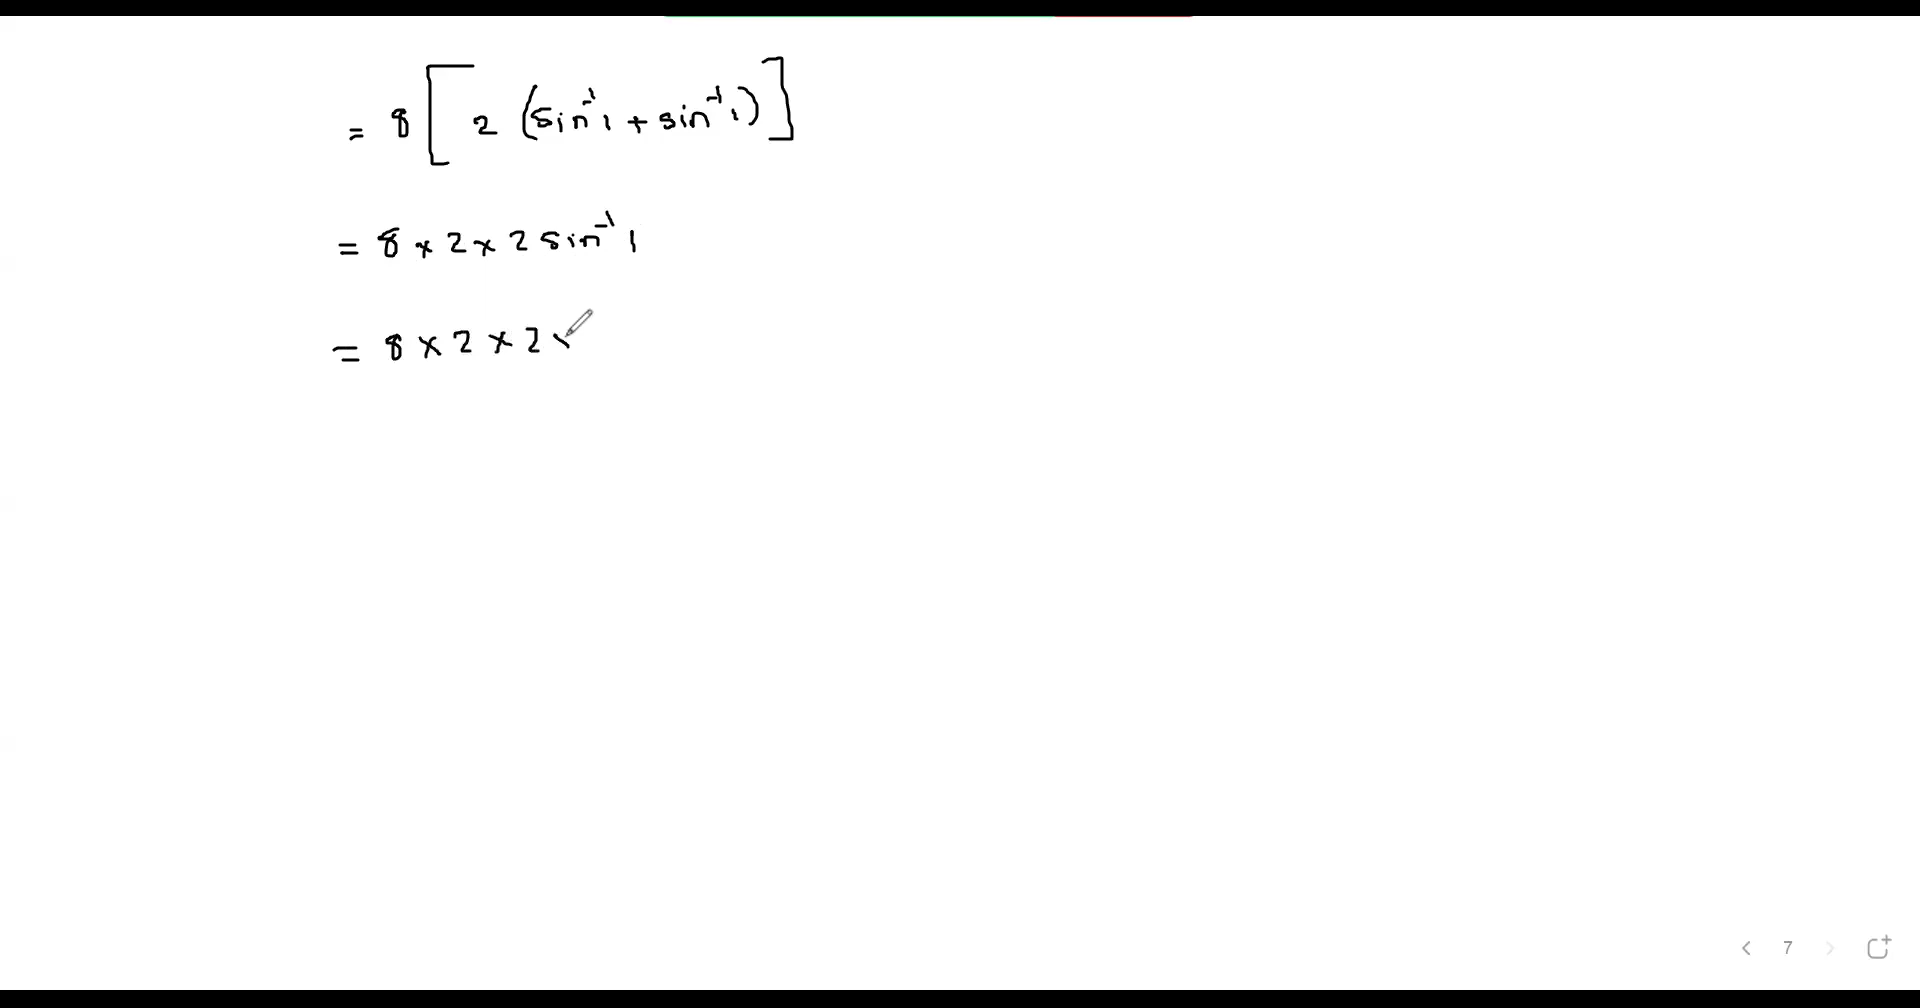 = 8 [ 2 (sin⁻¹ 1 + sin⁻¹ 1) ]
= 8 × 2 × 2 sin⁻¹ 1
= 8 × 2 × 2
7